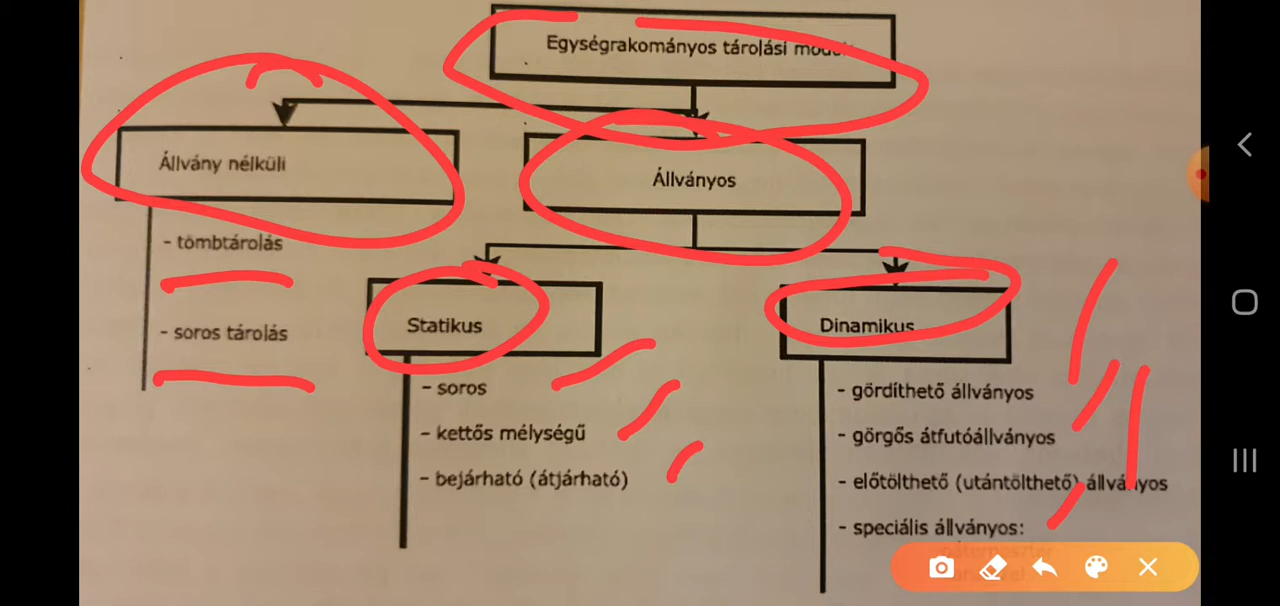 Egységrakományos tárolási módok
Állvány nélküli
Állványos
- tömbtárolás
- soros tárolás
Statikus
- soros
- kettős mélységű
- bejárható (átjárható)
Dinamikus
- gördíthető állványos
- görgős átfutóállványos
- előtölthető (utántölthető) állványos
- speciális állványos: